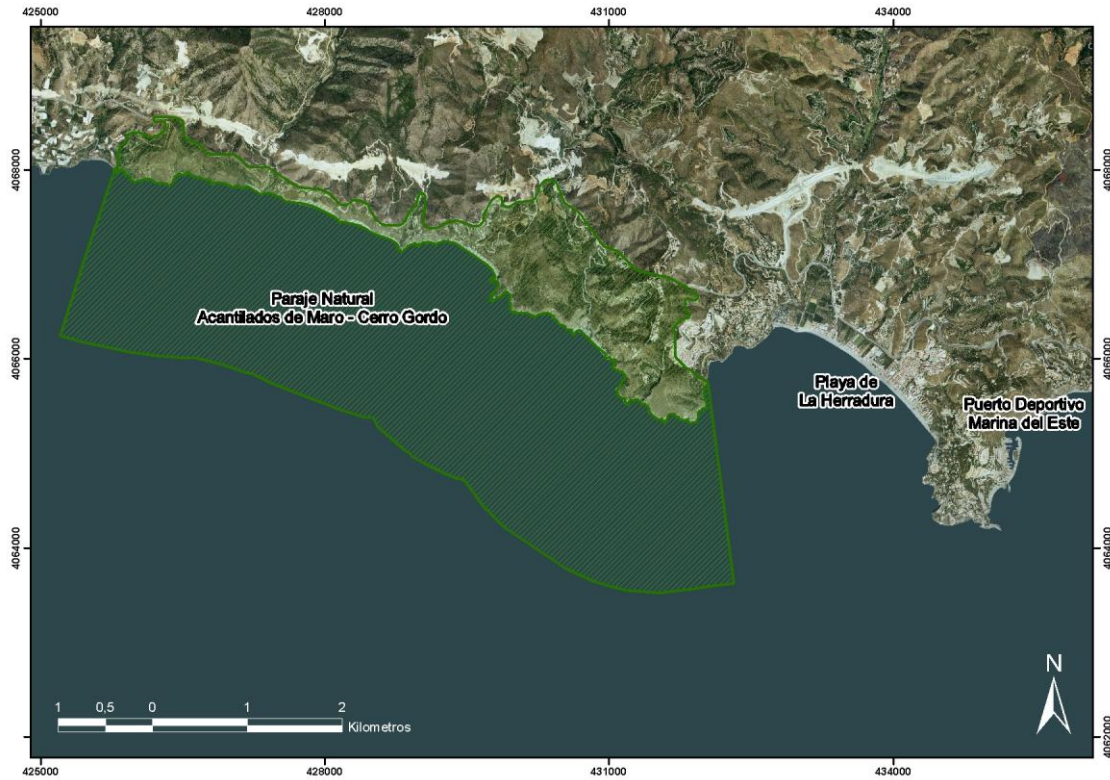 425000 428000 431000 434000
4068000 4068000
Paraje Natural
Acantilados de Maro - Cerro Gordo
4066000 4066000
Playa de
La Herradura
Puerto Deportivo
Marina del Este
4064000 4064000
N
1 0,5 0 1 2
Kilometros
4062000 4062000
425000 428000 431000 434000